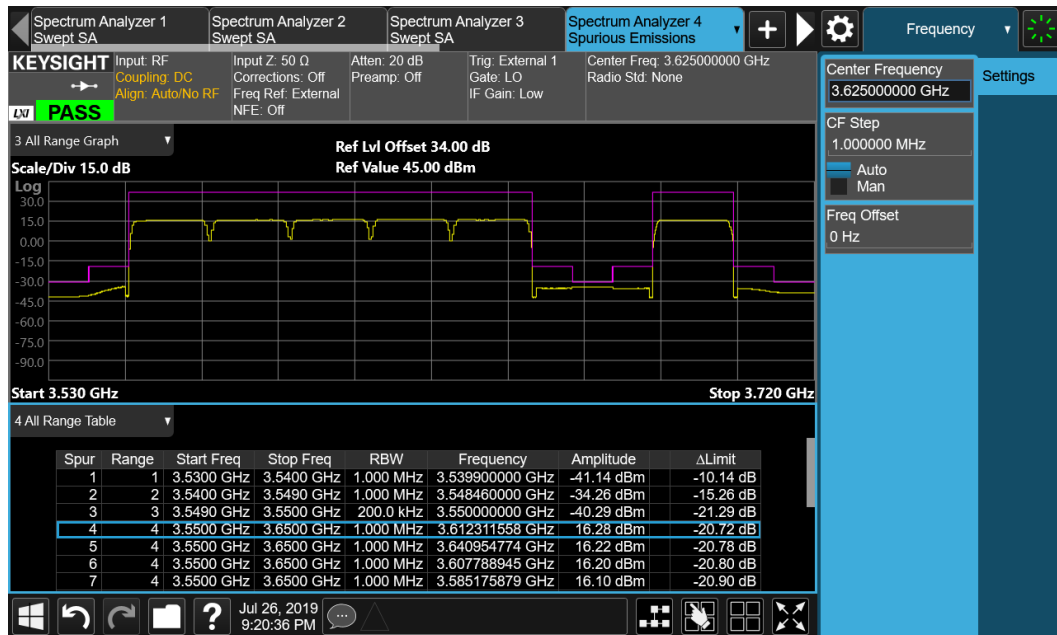 Spectrum Analyzer 1
Swept SA
Spectrum Analyzer 2
Swept SA
Spectrum Analyzer 3
Swept SA
Spectrum Analyzer 4
Spurious Emissions
Frequency
KEYSIGHT
LXI PASS
Input: RF
Coupling: DC
Align: Auto/No RF
Input Z: 50 Ω
Corrections: Off
Freq Ref: External
NFE: Off
Atten: 20 dB
Preamp: Off
Trig: External 1
Gate: LO
IF Gain: Low
Center Freq: 3.625000000 GHz
Radio Std: None
3 All Range Graph
Ref Lvl Offset 34.00 dB
Scale/Div 15.0 dB Ref Value 45.00 dBm
Log
30.0
15.0
0.00
-15.0
-30.0
-45.0
-60.0
-75.0
-90.0
Start 3.530 GHz Stop 3.720 GHz
4 All Range Table
Spur Range Start Freq Stop Freq RBW Frequency Amplitude ΔLimit
1 1 3.5300 GHz 3.5400 GHz 1.000 MHz 3.539900000 GHz -41.14 dBm -10.14 dB
2 2 3.5400 GHz 3.5490 GHz 1.000 MHz 3.548460000 GHz -34.26 dBm -15.26 dB
3 3 3.5490 GHz 3.5500 GHz 200.0 kHz 3.550000000 GHz -40.29 dBm -21.29 dB
4 4 3.5500 GHz 3.6500 GHz 1.000 MHz 3.612311558 GHz 16.28 dBm -20.72 dB
5 4 3.5500 GHz 3.6500 GHz 1.000 MHz 3.640954774 GHz 16.22 dBm -20.78 dB
6 4 3.5500 GHz 3.6500 GHz 1.000 MHz 3.607788945 GHz 16.20 dBm -20.80 dB
7 4 3.5500 GHz 3.6500 GHz 1.000 MHz 3.585175879 GHz 16.10 dBm -20.90 dB
Center Frequency
3.625000000 GHz
Settings
CF Step
1.000000 MHz
Auto
Man
Freq Offset
0 Hz
?
Jul 26, 2019
9:20:36 PM